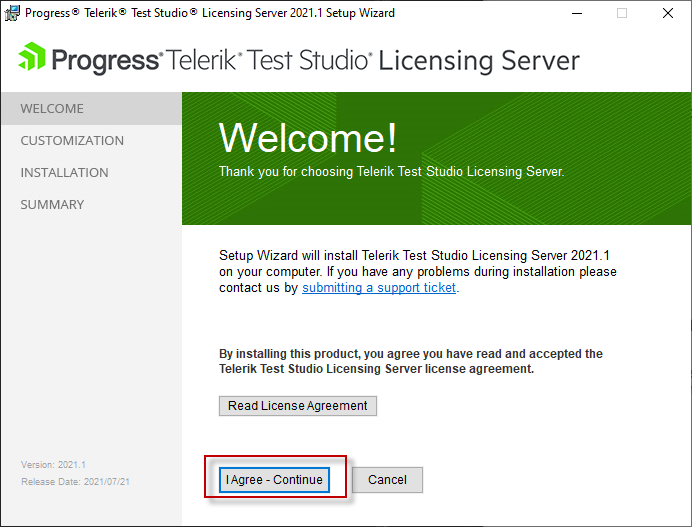 Progress® Telerik® Test Studio® Licensing Server 2021.1 Setup Wizard
Progress® Telerik® Test Studio® Licensing Server
WELCOME
CUSTOMIZATION
INSTALLATION
SUMMARY
Welcome!
Thank you for choosing Telerik Test Studio Licensing Server.
Setup Wizard will install Telerik Test Studio Licensing Server 2021.1
on your computer. If you have any problems during installation please
contact us by submitting a support ticket.
By installing this product, you agree you have read and accepted the
Telerik Test Studio Licensing Server license agreement.
Read License Agreement
I Agree - Continue
Cancel
Version: 2021.1
Release Date: 2021/07/21